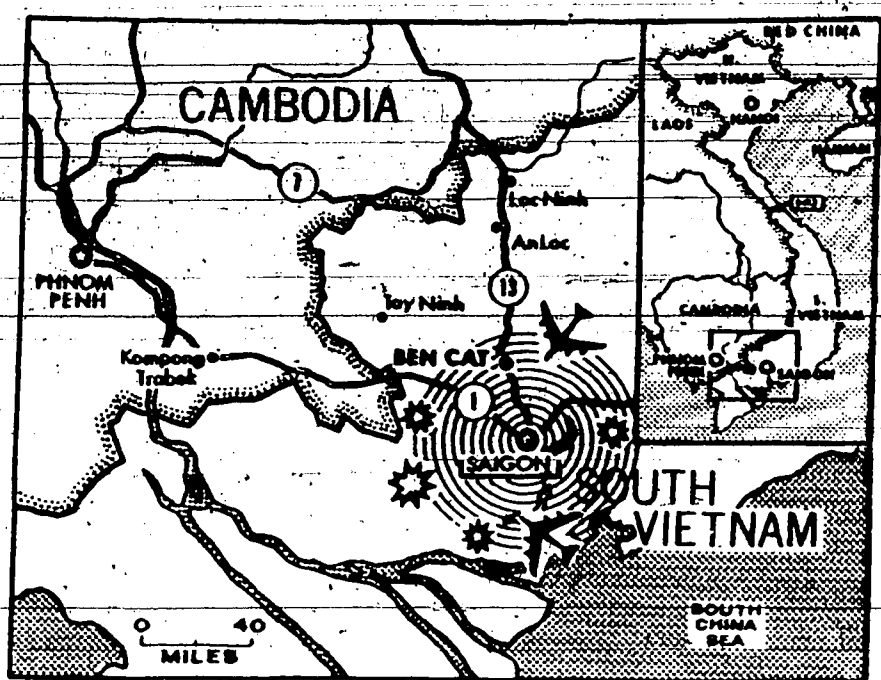 CAMBODIA
7
Loc Ninh
An Loc
PHNOM
PENH
13
Tay Ninh
Kompong
Trabek
BEN CAT
1
SAIGON
SOUTH
VIETNAM
SOUTH
CHINA
SEA
0 40
MILES
RED CHINA
N.
VIETNAM
HANOI
LAOS
HAINAN
DMZ
CAMBODIA
S.
VIETNAM
PHNOM
PENH
SAIGON